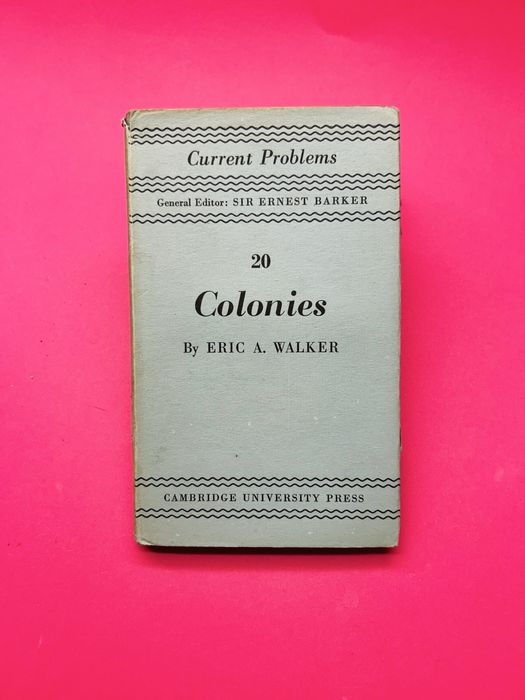 Current Problems
General Editor: SIR ERNEST BARKER
20
Colonies
By ERIC A. WALKER
CAMBRIDGE UNIVERSITY PRESS